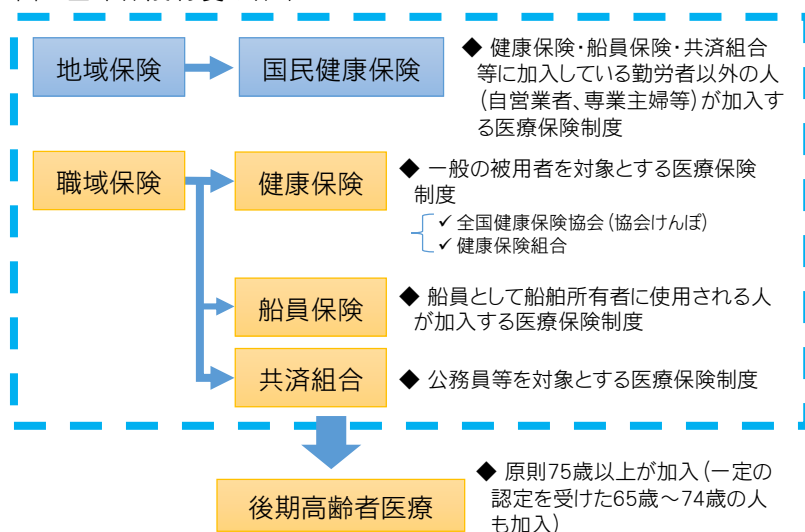 地域保険
国民健康保険
◆ 健康保険・船員保険・共済組合
等に加入している勤労者以外の人
(自営業者、専業主婦等)が加入す
る医療保険制度
職域保険
健康保険
◆ 一般の被用者を対象とする医療保険
制度
✓ 全国健康保険協会(協会けんぽ)
✓ 健康保険組合
船員保険
◆ 船員として船舶所有者に使用される人
が加入する医療保険制度
共済組合
◆ 公務員等を対象とする医療保険制度
後期高齢者医療
◆ 原則75歳以上が加入(一定の
認定を受けた65歳～74歳の人
も加入)